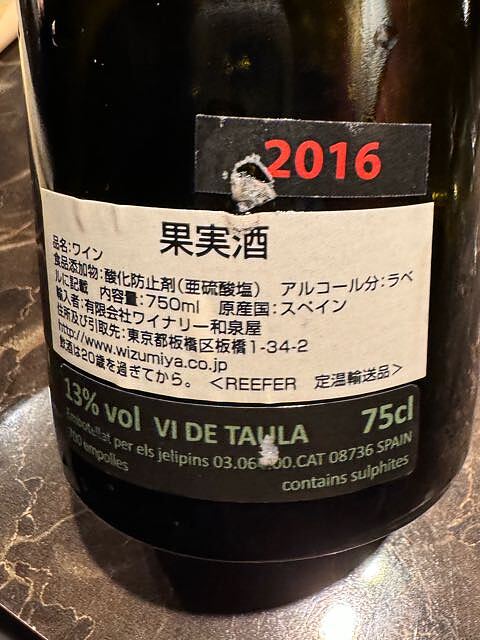 2016
果実酒
品名:ワイン
食品添加物:酸化防止剤(亜硫酸塩) アルコール分:ラベ
ルに記載 内容量:750ml 原産国:スペイン
輸入者:有限会社ワイナリー和泉屋
住所及び引取先:東京都板橋区板橋1-34-2
http://www.wizumiya.co.jp
飲酒は20歳を過ぎてから。 <REEFER 定温輸送品>
13% vol VI DE TAULA 75cl
Embotellat per els jelipins 03.06 .00.CAT 08736 SPAIN
700 empolles contains sulphites